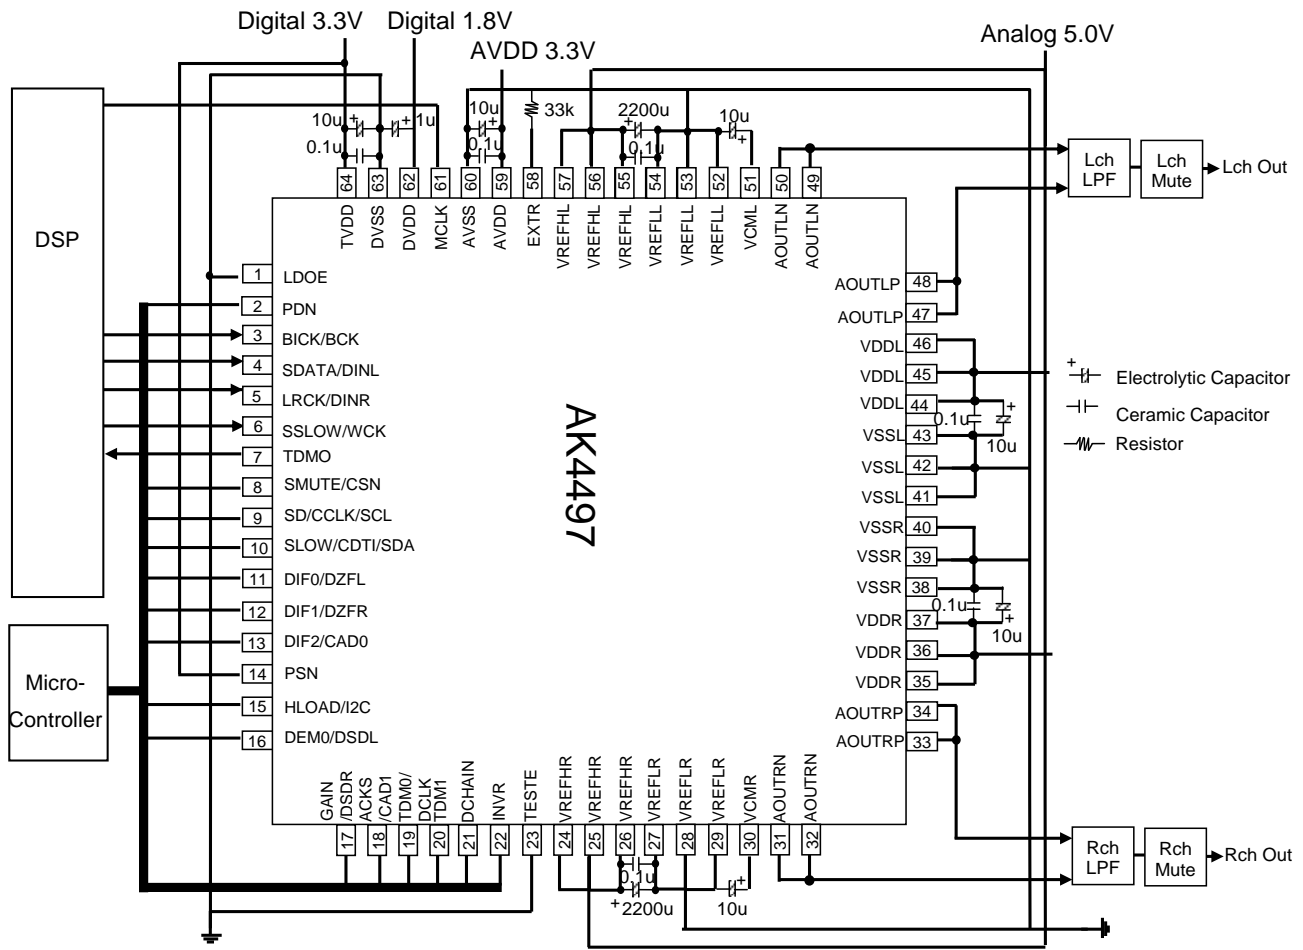 Digital 3.3V
Digital 1.8V
AVDD 3.3V
Analog 5.0V
DSP
10u
+
+
1u
0.1u
10u
+
0.1u
33k
2200u
+
0.1u
10u
+
64
63
62
61
60
59
58
57
56
55
54
53
52
51
50
49
TVDD
DVSS
DVDD
MCLK
AVSS
AVDD
EXTR
VREFHL
VREFHL
VREFHL
VREFLL
VREFLL
VREFLL
VCML
AOUTLN
AOUTLN
Lch
LPF
Lch
Mute
Lch Out
1 LDOE
2 PDN
3 BICK/BCK
4 SDATA/DINL
5 LRCK/DINR
6 SSLOW/WCK
7 TDMO
8 SMUTE/CSN
9 SD/CCLK/SCL
10 SLOW/CDTI/SDA
11 DIF0/DZFL
12 DIF1/DZFR
13 DIF2/CAD0
14 PSN
15 HLOAD/I2C
16 DEM0/DSDL
AK4497
AOUTLP 48
AOUTLP 47
VDDL 46
VDDL 45
VDDL 44
VSSL 43
VSSL 42
VSSL 41
VSSR 40
VSSR 39
VSSR 38
VDDR 37
VDDR 36
VDDR 35
AOUTRP 34
AOUTRP 33
0.1u
+
10u
0.1u
+
10u
+
Electrolytic Capacitor
Ceramic Capacitor
Resistor
Micro-
Controller
GAIN
/DSDR
ACKS
/CAD1
TDM0/
DCLK
TDM1
DCHAIN
INVR
TESTE
VREFHR
VREFHR
VREFHR
VREFLR
VREFLR
VREFLR
VCMR
AOUTRN
AOUTRN
17
18
19
20
21
22
23
24
25
26
27
28
29
30
31
32
0.1u
+
2200u
+
10u
Rch
LPF
Rch
Mute
Rch Out